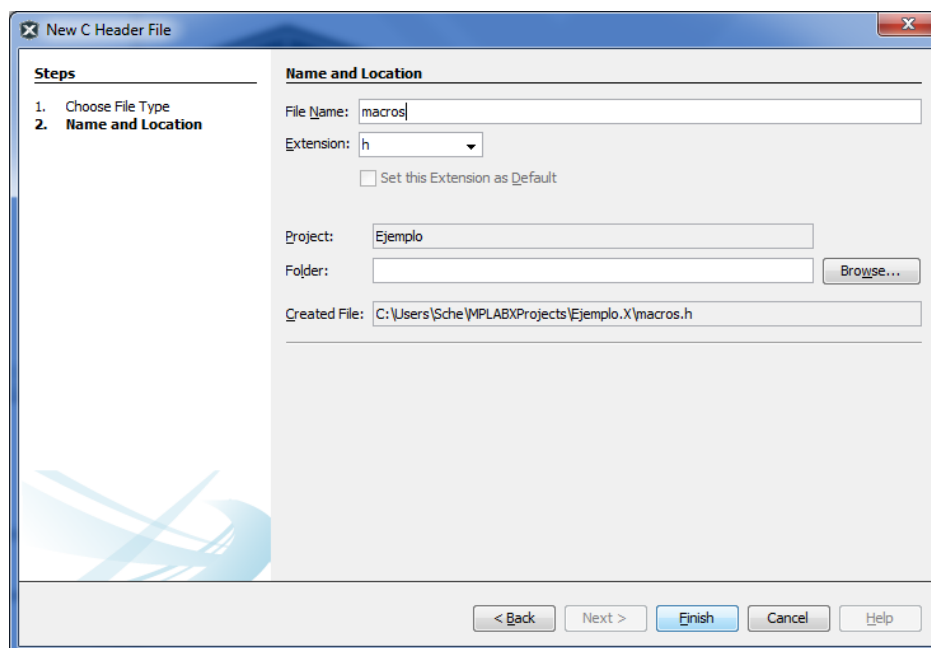 New C Header File
Steps
1. Choose File Type
2. Name and Location
Name and Location
File Name: macros
Extension: h
Set this Extension as Default
Project: Ejemplo
Folder:
Browse...
Created File: C:\Users\Sche\MPLABXProjects\Ejemplo.X\macros.h
< Back Next > Finish Cancel Help